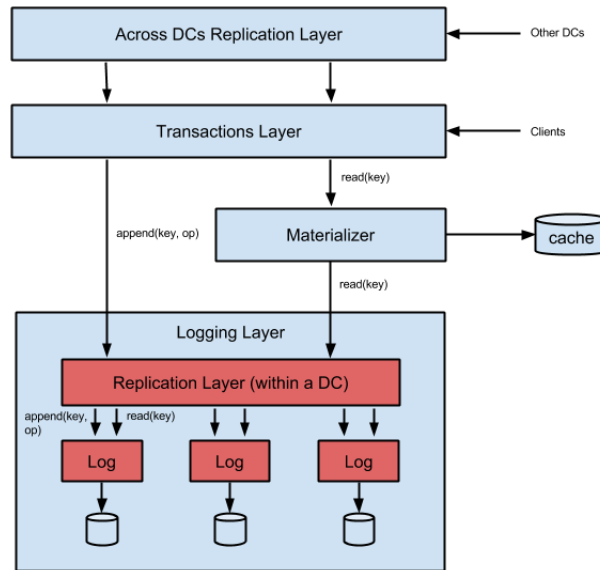 Across DCs Replication Layer
Other DCs
Transactions Layer
Clients
read(key)
append(key, op)
Materializer
cache
read(key)
Logging Layer
Replication Layer (within a DC)
append(key,
op)
read(key)
Log
Log
Log